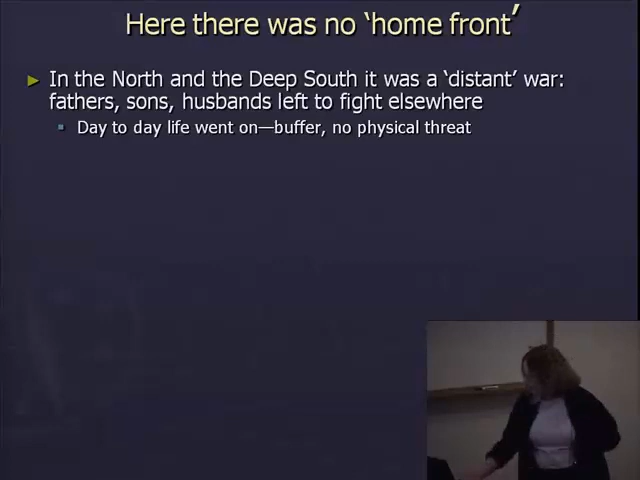 Here there was no ‘home front’
In the North and the Deep South it was a ‘distant’ war:
fathers, sons, husbands left to fight elsewhere
Day to day life went on—buffer, no physical threat